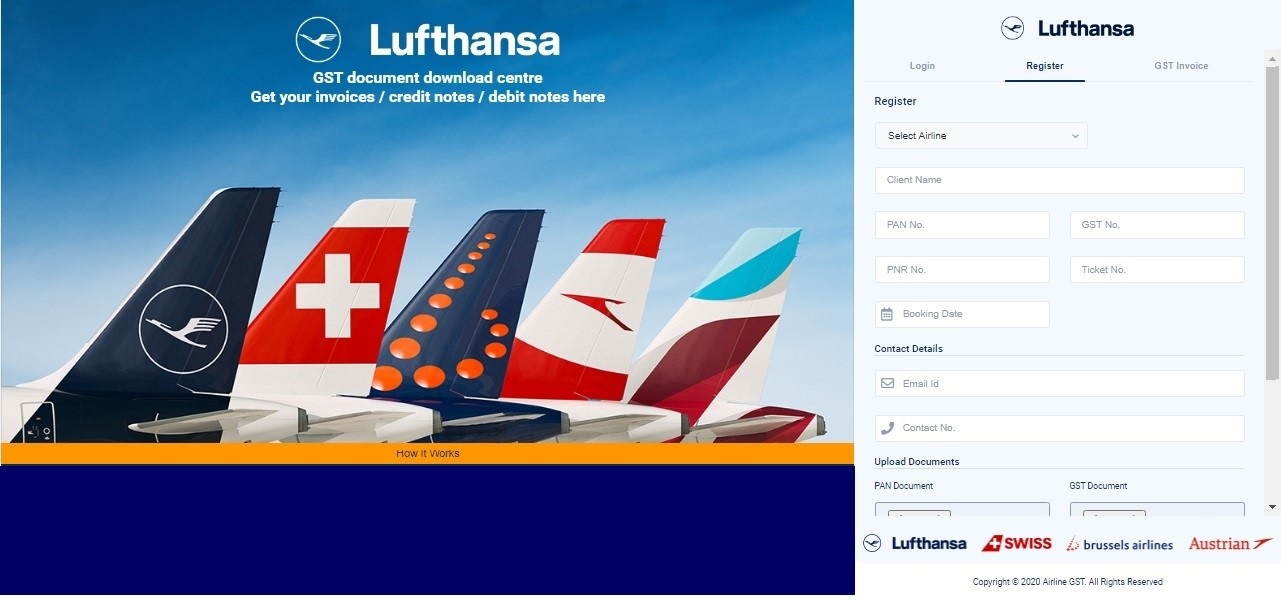 Lufthansa
GST document download centre
Get your invoices / credit notes / debit notes here
How It Works
Lufthansa
Login Register GST Invoice
Register
Select Airline
Client Name
PAN No. GST No.
PNR No. Ticket No.
Booking Date
Contact Details
Email Id
Contact No.
Upload Documents
PAN Document GST Document
Lufthansa SWISS brussels airlines Austrian
Copyright © 2020 Airline GST. All Rights Reserved